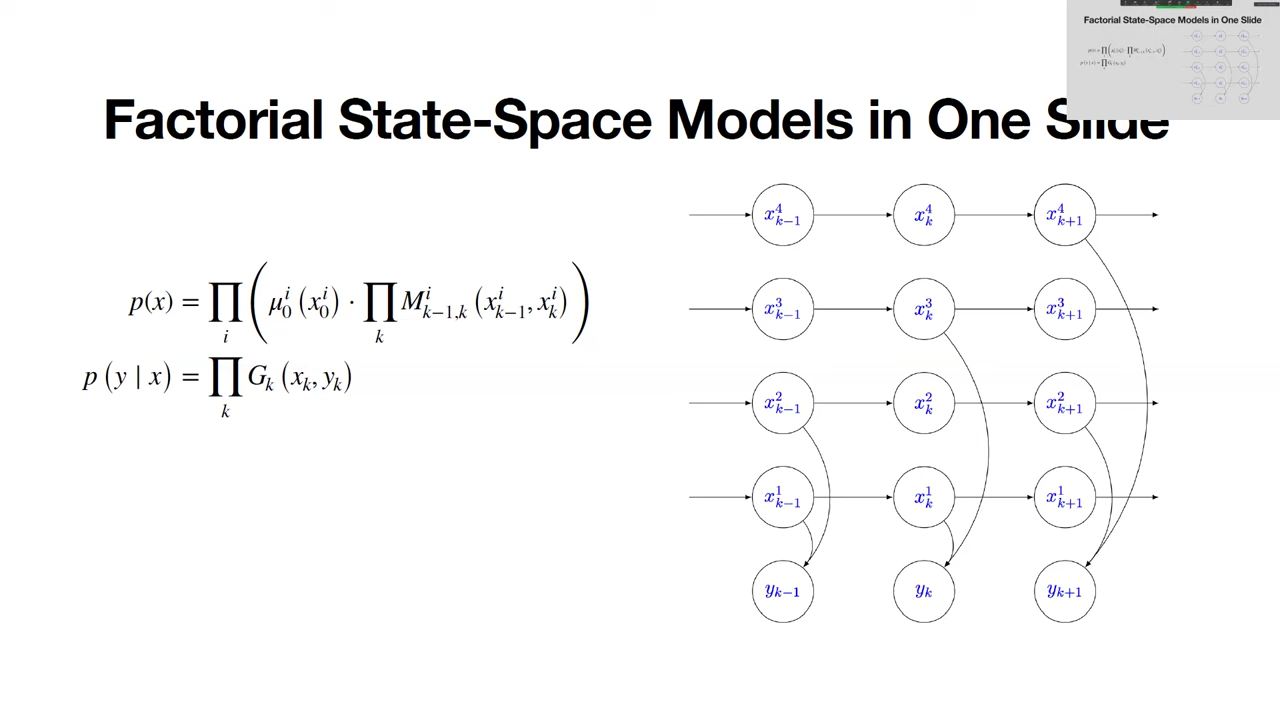 Factorial State-Space Models in One Slide
Factorial State-Space Models in One Slide
p(x) = ∏_i ( μ_0^i (x_0^i) · ∏_k M_{k−1,k}^i (x_{k−1}^i, x_k^i) )
p (y | x) = ∏_k G_k (x_k, y_k)
x_{k−1}^4 x_k^4 x_{k+1}^4
x_{k−1}^3 x_k^3 x_{k+1}^3
x_{k−1}^2 x_k^2 x_{k+1}^2
x_{k−1}^1 x_k^1 x_{k+1}^1
y_{k−1} y_k y_{k+1}